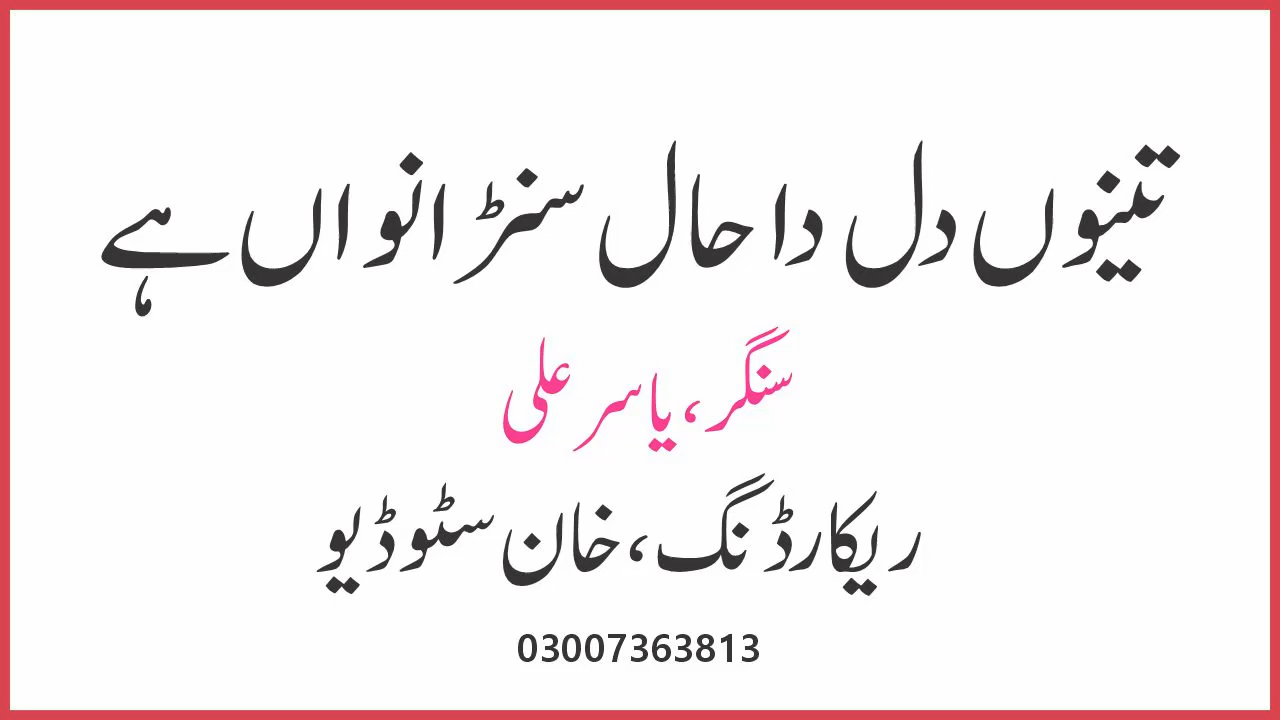 تینوں دل دا حال سنڑانواں ہے
سنگر، یاسر علی
ریکارڈنگ، خان سٹوڈیو
03007363813